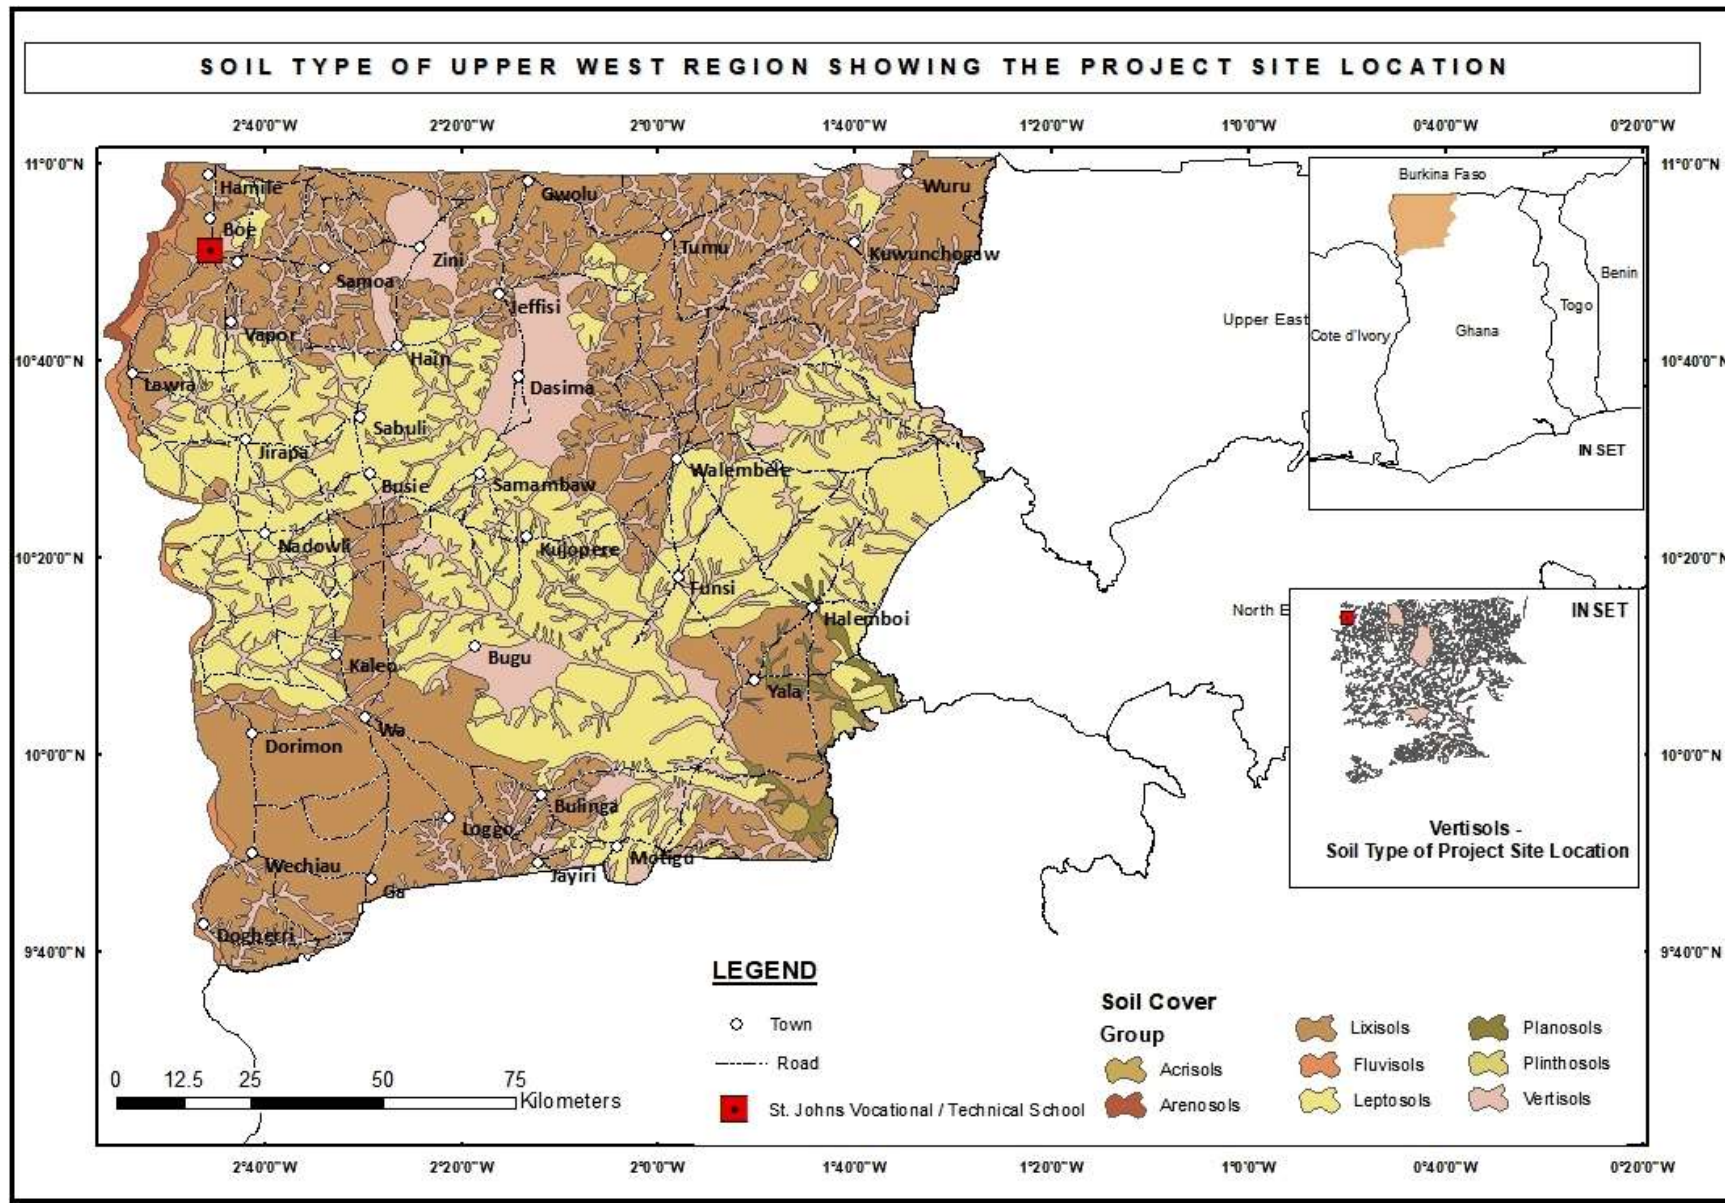 SOIL TYPE OF UPPER WEST REGION SHOWING THE PROJECT SITE LOCATION
2°40'0"W 2°20'0"W 2°0'0"W 1°40'0"W 1°20'0"W 1°0'0"W 0°40'0"W 0°20'0"W
11°0'0"N 11°0'0"N
Burkina Faso
Hamile
Gwolu
Wuru
Boe
Tumu
Kuwunchogaw
Zini
Samoa
Benin
Jeffisi
Togo
Upper East
Vapor
Cote d'Ivory
Ghana
Hain
10°40'0"N 10°40'0"N
Lawra
Dasima
Sabuli
Jirapa
INSET
Walembele
Busie
Samambaw
Nadowli
Kujopere
10°20'0"N 10°20'0"N
Funsi
North E
INSET
Halemboi
Bugu
Kaleo
Yala
Wa
Dorimon
10°0'0"N 10°0'0"N
Bulinga
Loggo
Vertisols -
Soil Type of Project Site Location
Motigu
Wechiau
Jayiri
Ga
Dogherri
9°40'0"N 9°40'0"N
LEGEND
Town
Road
St. Johns Vocational / Technical School
Soil Cover
Group
Acrisols
Arenosols
Lixisols
Fluvisols
Leptosols
Planosols
Plinthosols
Vertisols
0 12.5 25 50 75
Kilometers
2°40'0"W 2°20'0"W 2°0'0"W 1°40'0"W 1°20'0"W 1°0'0"W 0°40'0"W 0°20'0"W